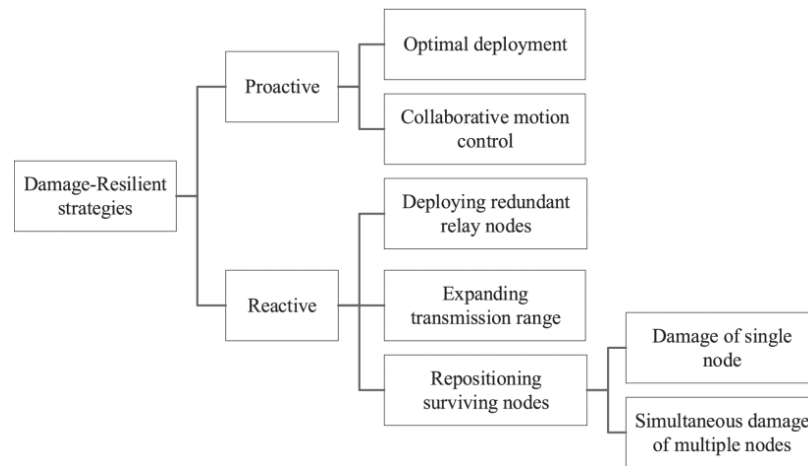 Optimal deployment
Proactive
Collaborative motion
control
Damage-Resilient
strategies
Deploying redundant
relay nodes
Reactive
Expanding
transmission range
Repositioning
surviving nodes
Damage of single
node
Simultaneous damage
of multiple nodes